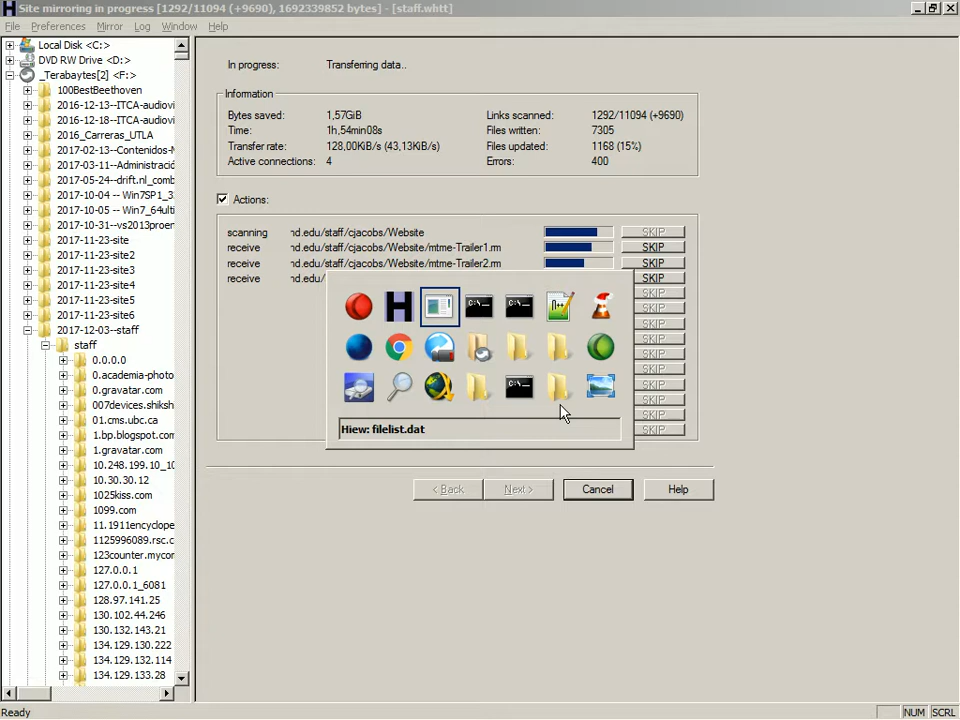 Site mirroring in progress [1292/11094 (+9690), 1692339852 bytes] - [staff.whtt]
File Preferences Mirror Log Window Help
Local Disk <C:>
DVD RW Drive <D:>
_Terabaytes[2] <F:>
100BestBeethoven
2016-12-13--ITCA-audiovi
2016-12-18--ITCA-audiovi
2016_Carreras_UTLA
2017-02-13--Contenidos-M
2017-03-11--Administració
2017-05-24--drift.nl_comb
2017-10-04 -- Win7SP1_3
2017-10-05 -- Win7_64ulti
2017-10-31--vs2013proen
2017-11-23-site
2017-11-23-site2
2017-11-23-site3
2017-11-23-site4
2017-11-23-site5
2017-11-23-site6
2017-12-03--staff
staff
0.0.0.0
0.academia-photo
0.gravatar.com
007devices.shiksh
01.cms.ubc.ca
1.bp.blogspot.com
1.gravatar.com
10.248.199.10_10
10.30.30.12
1025kiss.com
1099.com
11.1911encyclope
1125996089.rsc.c
123counter.mycom
127.0.0.1
127.0.0.1_6081
128.97.141.25
130.102.44.246
130.132.143.21
134.129.130.222
134.129.132.114
134.129.133.28
In progress: Transferring data..
Information
Bytes saved: 1,57GiB Links scanned: 1292/11094 (+9690)
Time: 1h,54min08s Files written: 7305
Transfer rate: 128,00KiB/s (43,13KiB/s) Files updated: 1168 (15%)
Active connections: 4 Errors: 400
Actions:
scanning nd.edu/staff/cjacobs/Website SKIP
receive nd.edu/staff/cjacobs/Website/mtme-Trailer1.rm SKIP
receive nd.edu/staff/cjacobs/Website/mtme-Trailer2.rm SKIP
receive nd.edu/ SKIP
SKIP
SKIP
SKIP
SKIP
SKIP
SKIP
SKIP
SKIP
SKIP
SKIP
Hiew: filelist.dat
< Back Next > Cancel Help
Ready NUM SCRL